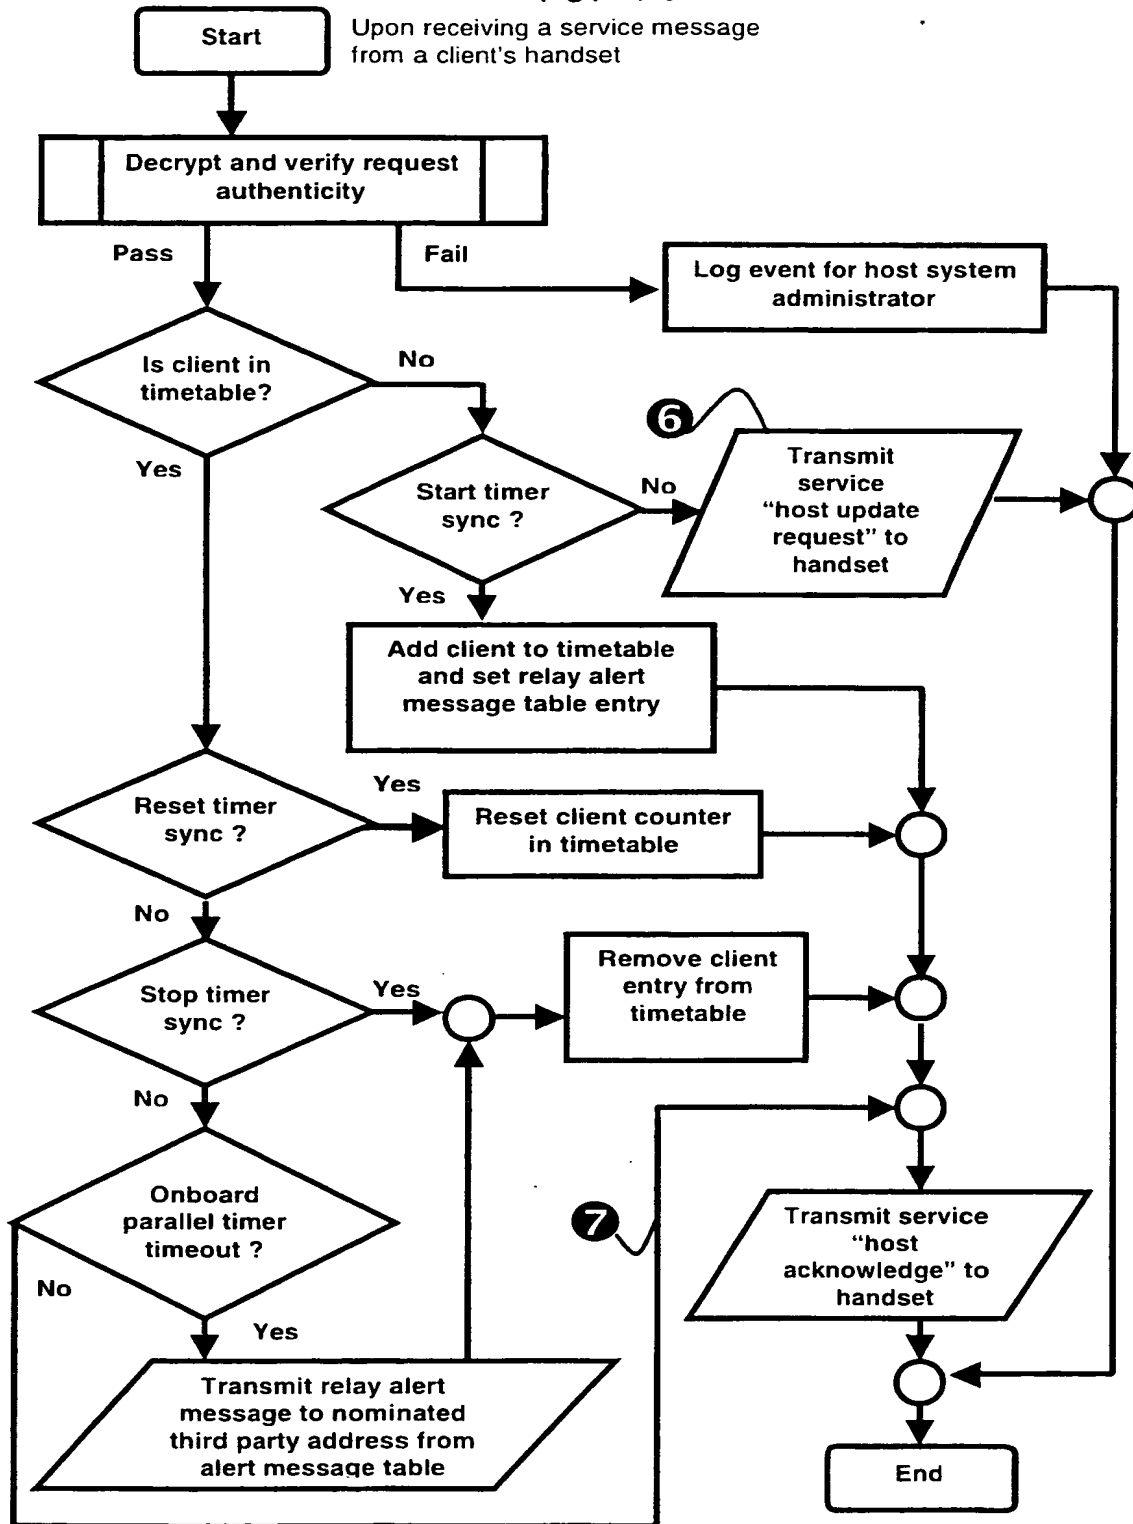 Start
Upon receiving a service message
from a client's handset
Decrypt and verify request
authenticity
Pass
Fail
Log event for host system
administrator
Is client in
timetable?
No
Yes
6
Start timer
sync ?
No
Transmit
service
“host update
request” to
handset
Yes
Add client to timetable
and set relay alert
message table entry
Reset timer
sync ?
Yes
Reset client counter
in timetable
No
Stop timer
sync ?
Yes
Remove client
entry from
timetable
No
Onboard
parallel timer
timeout ?
7
Transmit service
“host
acknowledge” to
handset
No
Yes
Transmit relay alert
message to nominated
third party address from
alert message table
End